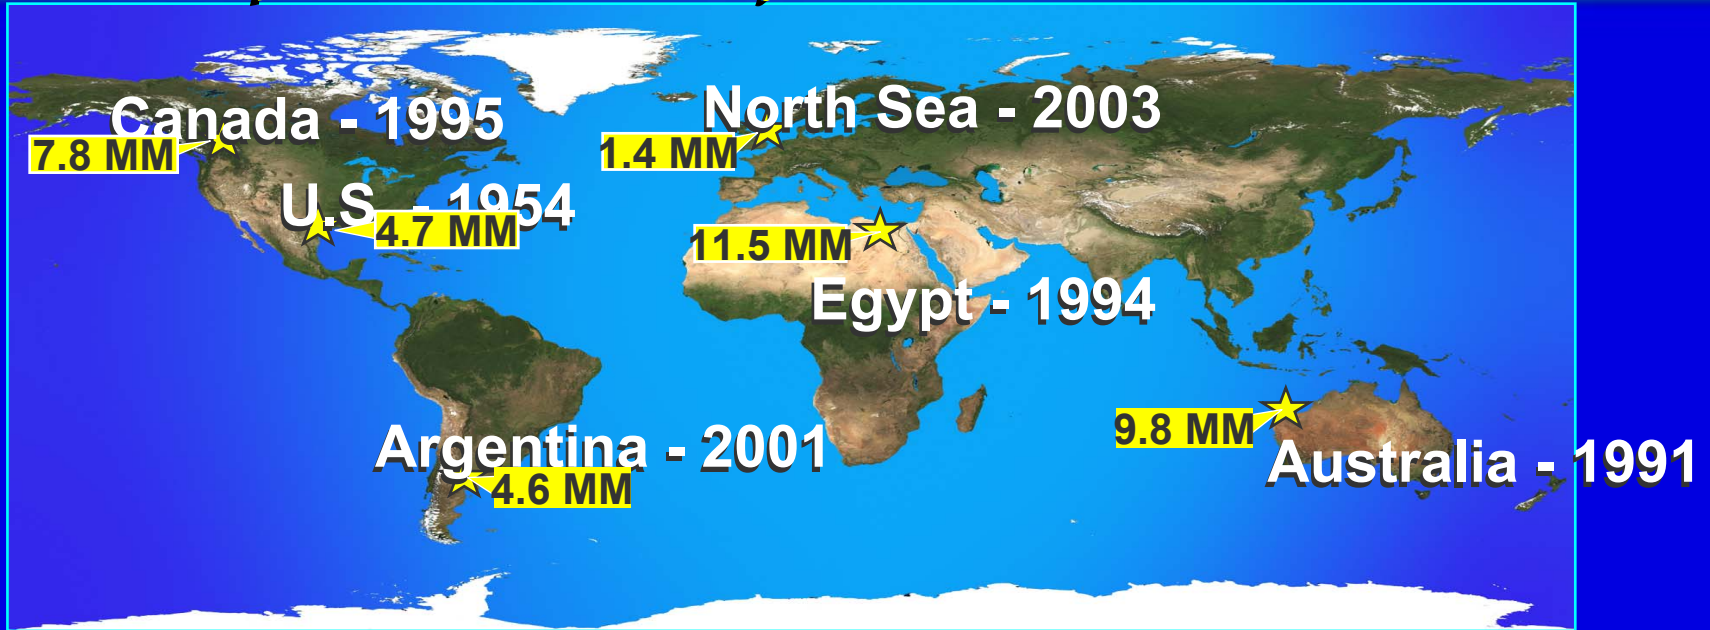 Canada - 1995
7.8 MM
North Sea - 2003
1.4 MM
U.S. - 1954
4.7 MM
11.5 MM
Egypt - 1994
9.8 MM
Argentina - 2001
4.6 MM
Australia - 1991